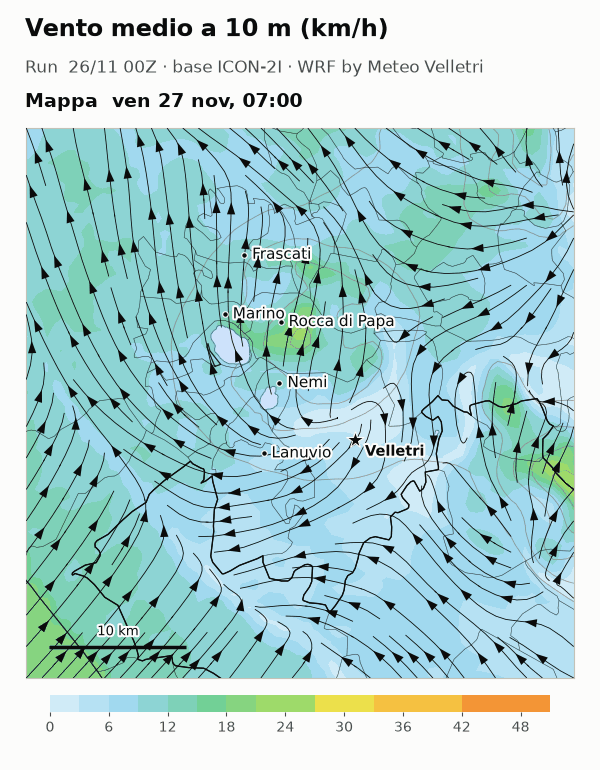 Vento medio a 10 m (km/h)
Run  26/11 00Z · base ICON-2I · WRF by Meteo Velletri
Mappa  ven 27 nov, 07:00
Frascati
Marino
Rocca di Papa
Nemi
Lanuvio
Velletri
10 km
0 6 12 18 24 30 36 42 48